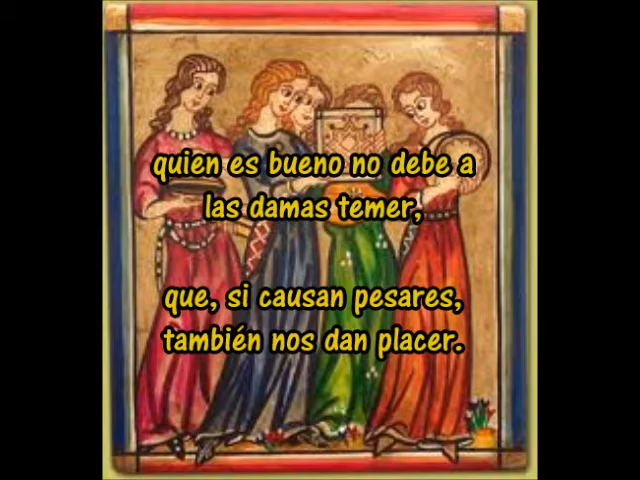 quien es bueno no debe a
las damas temer,
que, si causan pesares,
también nos dan placer.